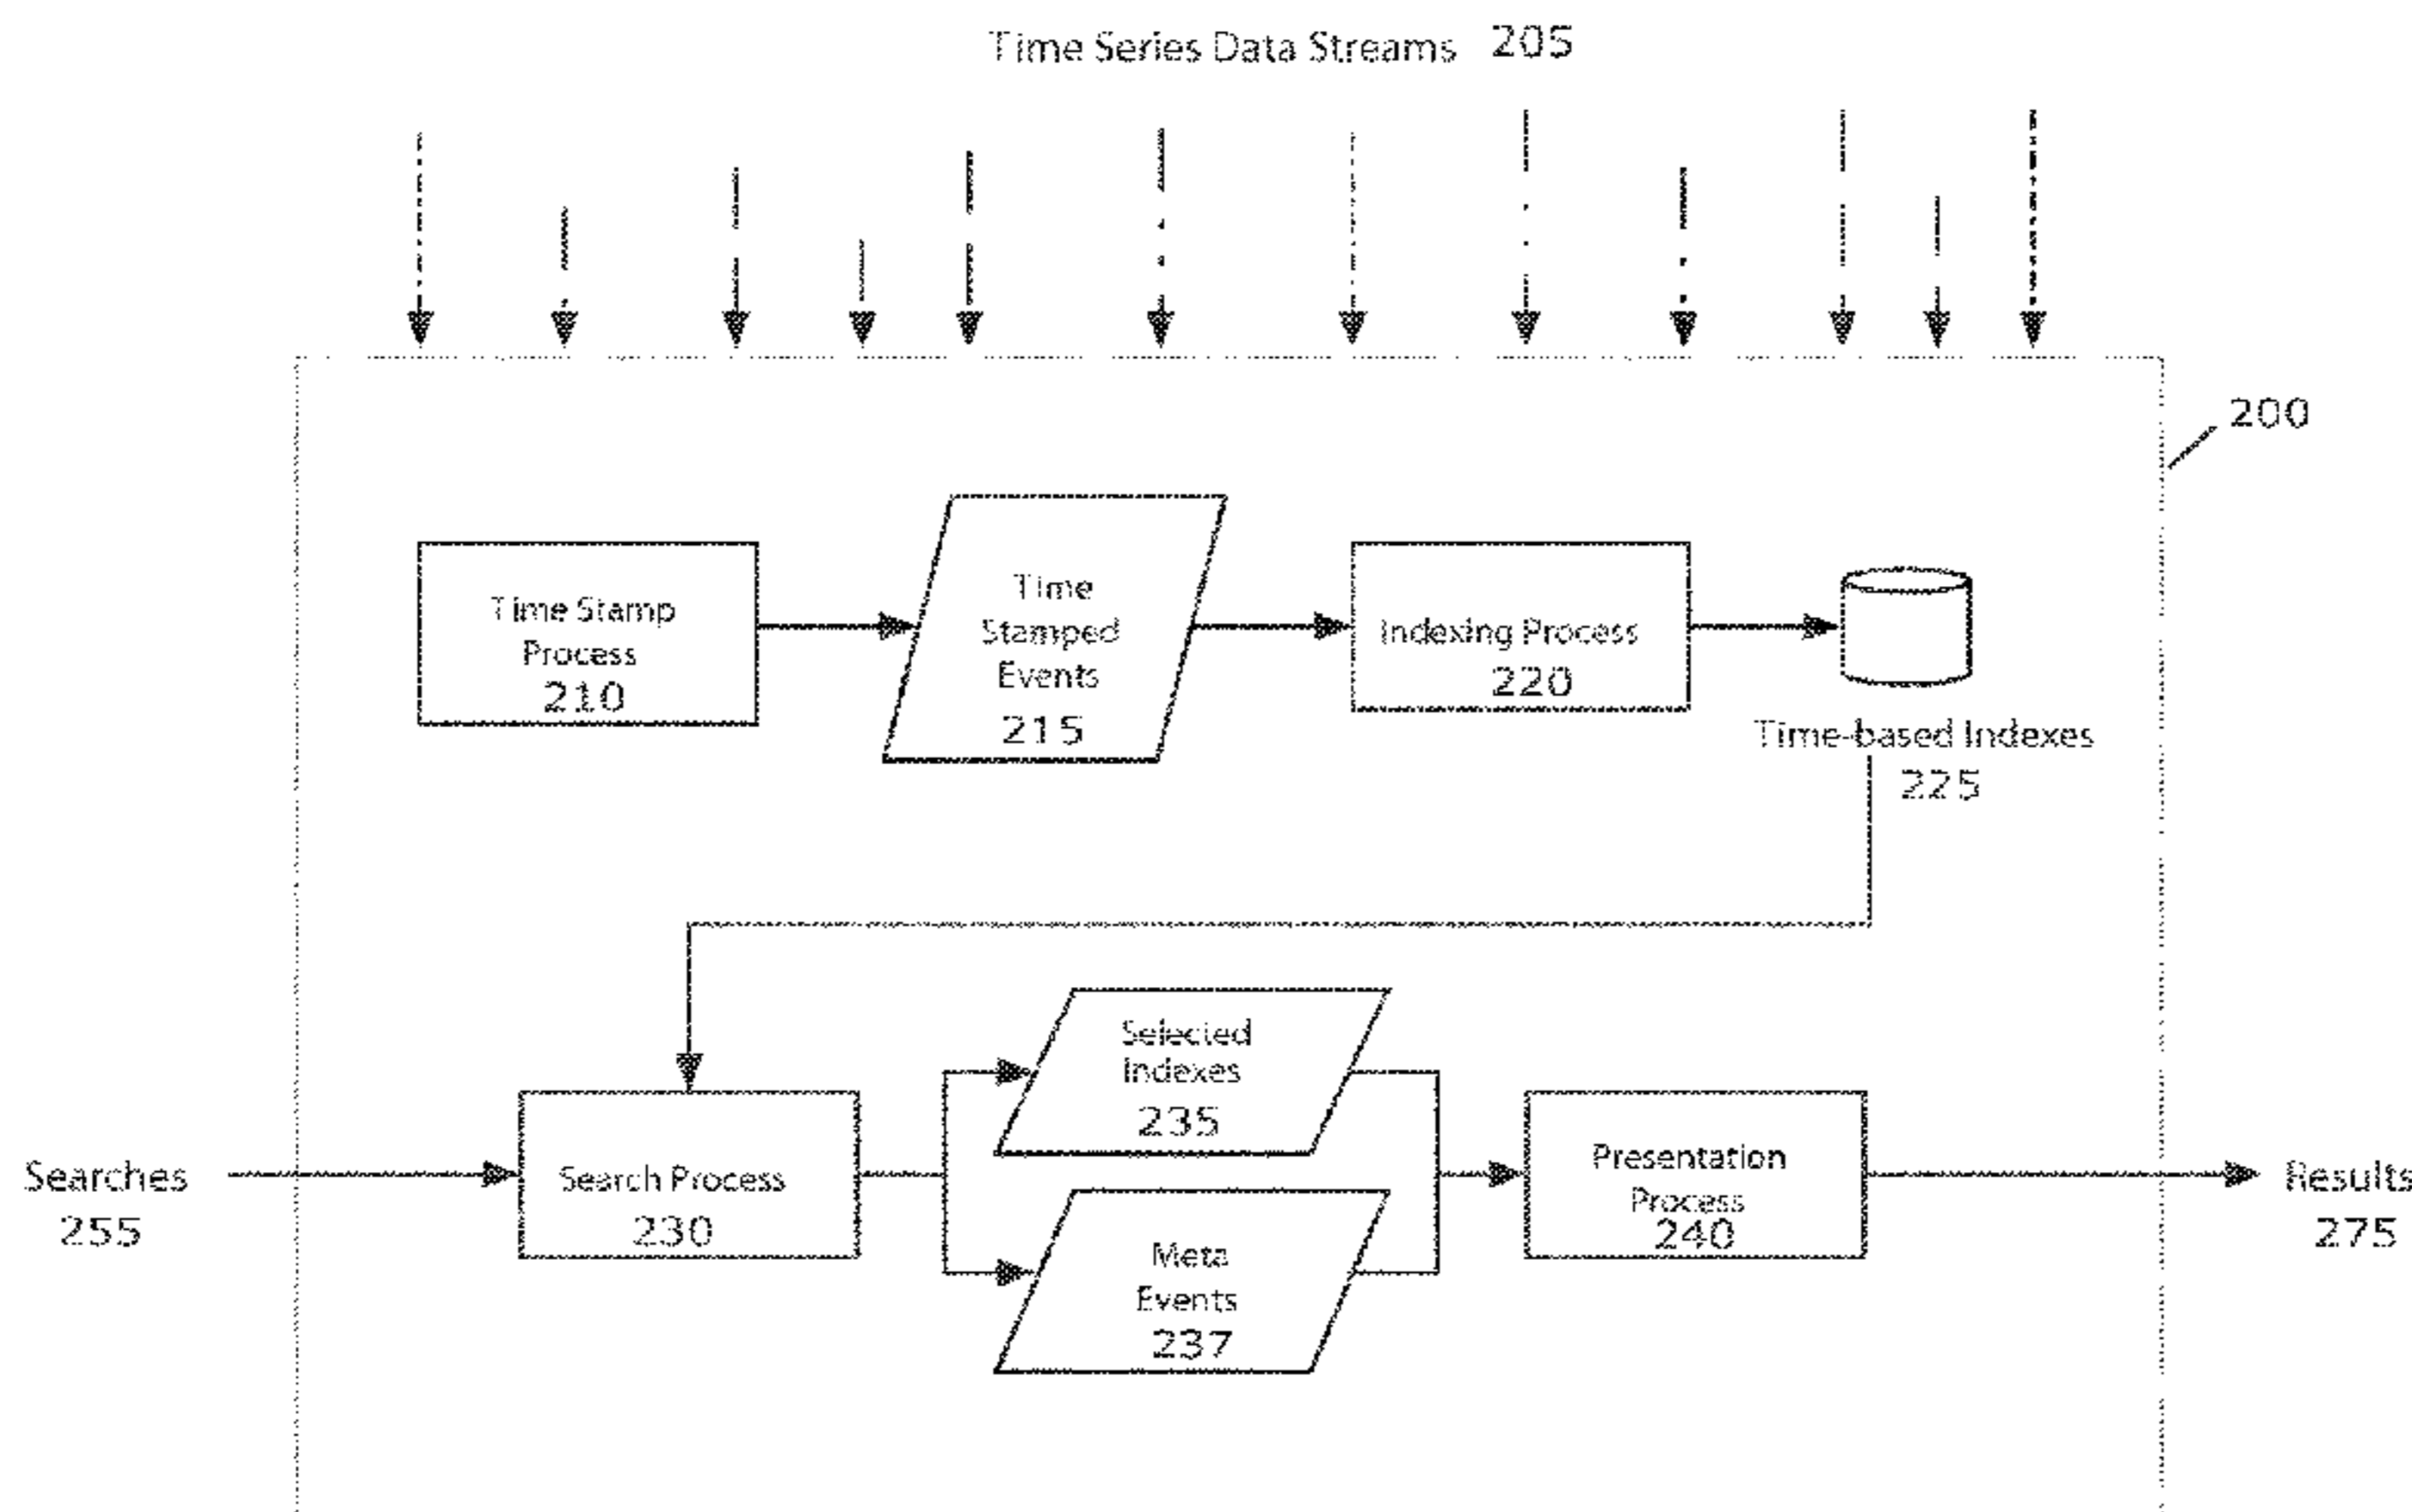 Time Series Data Streams 205
200
Time Stamp
Process
210
Time
Stamped
Events
215
Indexing Process
220
Time-based Indexes
225
Searches
255
Search Process
230
Selected
Indexes
235
Meta
Events
237
Presentation
Process
240
Results
275